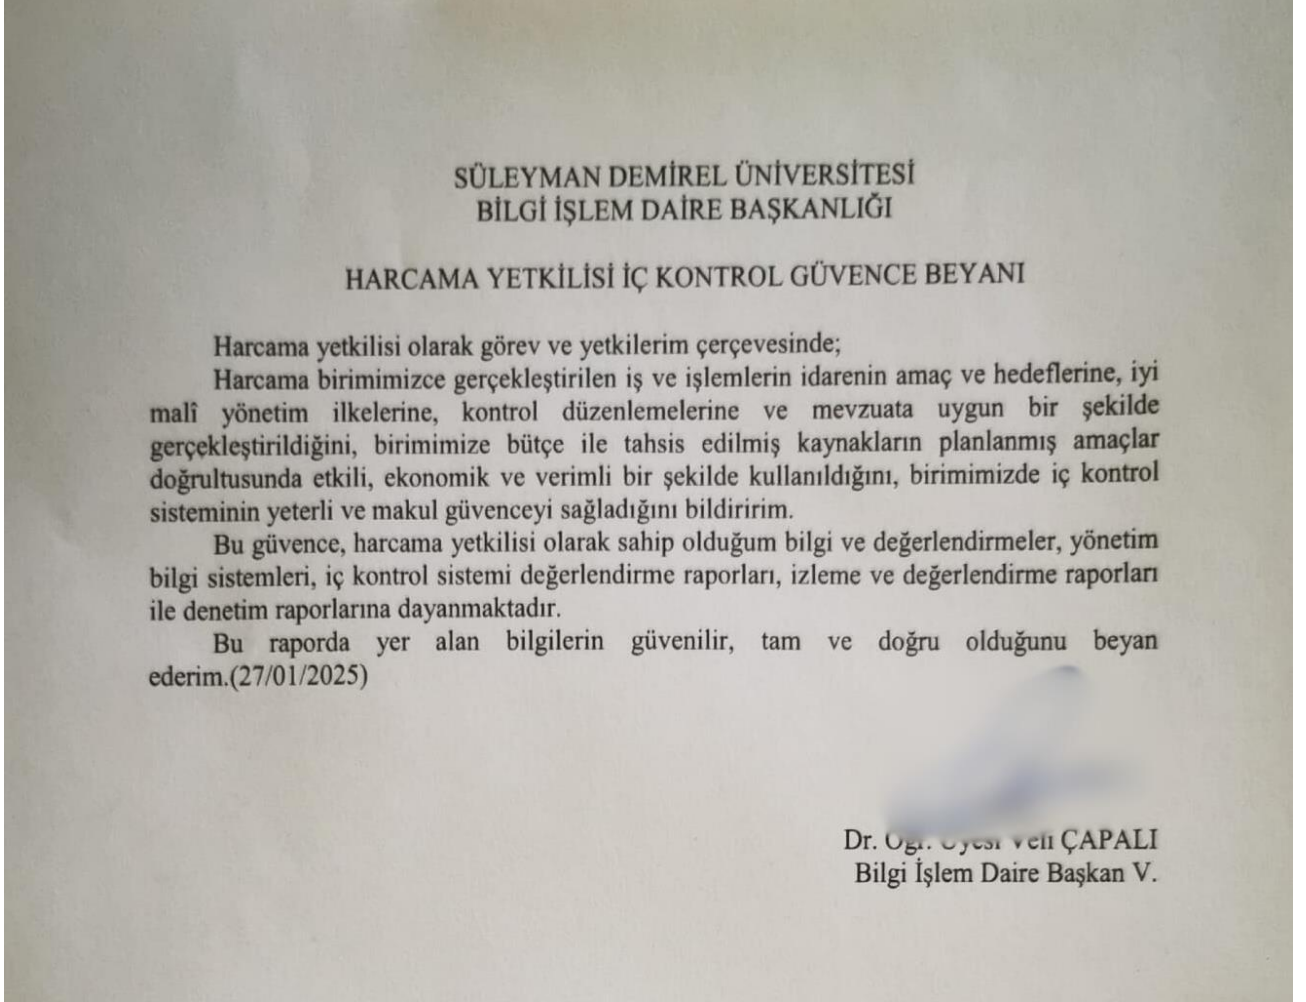 SÜLEYMAN DEMİREL ÜNİVERSİTESİ
BİLGİ İŞLEM DAİRE BAŞKANLIĞI
HARCAMA YETKİLİSİ İÇ KONTROL GÜVENCE BEYANI
Harcama yetkilisi olarak görev ve yetkilerim çerçevesinde;
Harcama birimimizce gerçekleştirilen iş ve işlemlerin idarenin amaç ve hedeflerine, iyi
malî yönetim ilkelerine, kontrol düzenlemelerine ve mevzuata uygun bir şekilde
gerçekleştirildiğini, birimimize bütçe ile tahsis edilmiş kaynakların planlanmış amaçlar
doğrultusunda etkili, ekonomik ve verimli bir şekilde kullanıldığını, birimimizde iç kontrol
sisteminin yeterli ve makul güvenceyi sağladığını bildiririm.
Bu güvence, harcama yetkilisi olarak sahip olduğum bilgi ve değerlendirmeler, yönetim
bilgi sistemleri, iç kontrol sistemi değerlendirme raporları, izleme ve değerlendirme raporları
ile denetim raporlarına dayanmaktadır.
Bu raporda yer alan bilgilerin güvenilir, tam ve doğru olduğunu beyan
ederim.(27/01/2025)
Dr. Öğr. Üyesi Veli ÇAPALI
Bilgi İşlem Daire Başkan V.